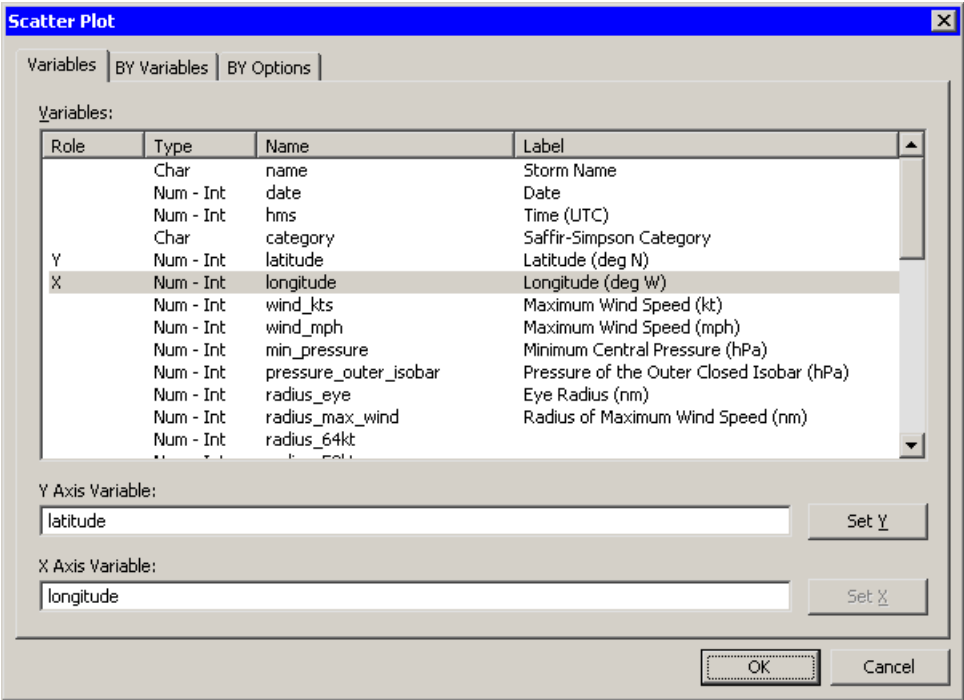 Scatter Plot
Variables BY Variables BY Options
Variables:
Role Type Name Label
Char name Storm Name
Num - Int date Date
Num - Int hms Time (UTC)
Char category Saffir-Simpson Category
Y Num - Int latitude Latitude (deg N)
X Num - Int longitude Longitude (deg W)
Num - Int wind_kts Maximum Wind Speed (kt)
Num - Int wind_mph Maximum Wind Speed (mph)
Num - Int min_pressure Minimum Central Pressure (hPa)
Num - Int pressure_outer_isobar Pressure of the Outer Closed Isobar (hPa)
Num - Int radius_eye Eye Radius (nm)
Num - Int radius_max_wind Radius of Maximum Wind Speed (nm)
Num - Int radius_64kt
Y Axis Variable:
latitude Set Y
X Axis Variable:
longitude Set X
OK Cancel